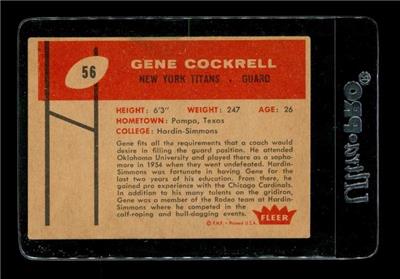 56
GENE COCKRELL
NEW YORK TITANS . GUARD
HEIGHT: 6'3" WEIGHT: 247 AGE: 26
HOMETOWN: Pampa, Texas
COLLEGE: Hardin-Simmons
Gene fits all the requirements that a coach would
desire in filling the guard position. He attended
Oklahoma University and played there as a sopho-
more in 1954 when they went undefeated. Hardin-
Simmons was fortunate in having Gene for the
last two years of his education. From there, he
gained pro experience with the Chicago Cardinals.
In addition to his many talents on the gridiron,
Gene was a member of the Rodeo team at Hardin-
Simmons where he competed in the
calf-roping and bull-dogging events.
FLEER
© F.H.F. • Printed U.S.A.